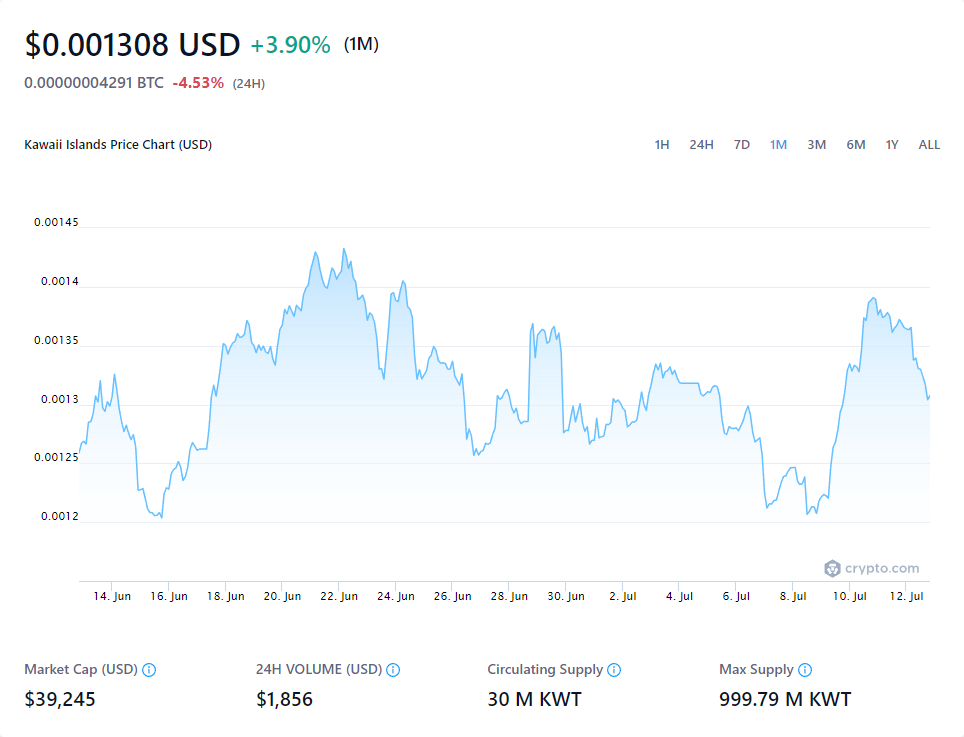 $0.001308 USD +3.90% (1M)
0.00000004291 BTC -4.53% (24H)
Kawaii Islands Price Chart (USD) 1H 24H 7D 1M 3M 6M 1Y ALL
0.00145
0.0014
0.00135
0.0013
0.00125
0.0012
crypto.com
14. Jun 16. Jun 18. Jun 20. Jun 22. Jun 24. Jun 26. Jun 28. Jun 30. Jun 2. Jul 4. Jul 6. Jul 8. Jul 10. Jul 12. Jul
Market Cap (USD) 24H VOLUME (USD) Circulating Supply Max Supply
$39,245 $1,856 30 M KWT 999.79 M KWT